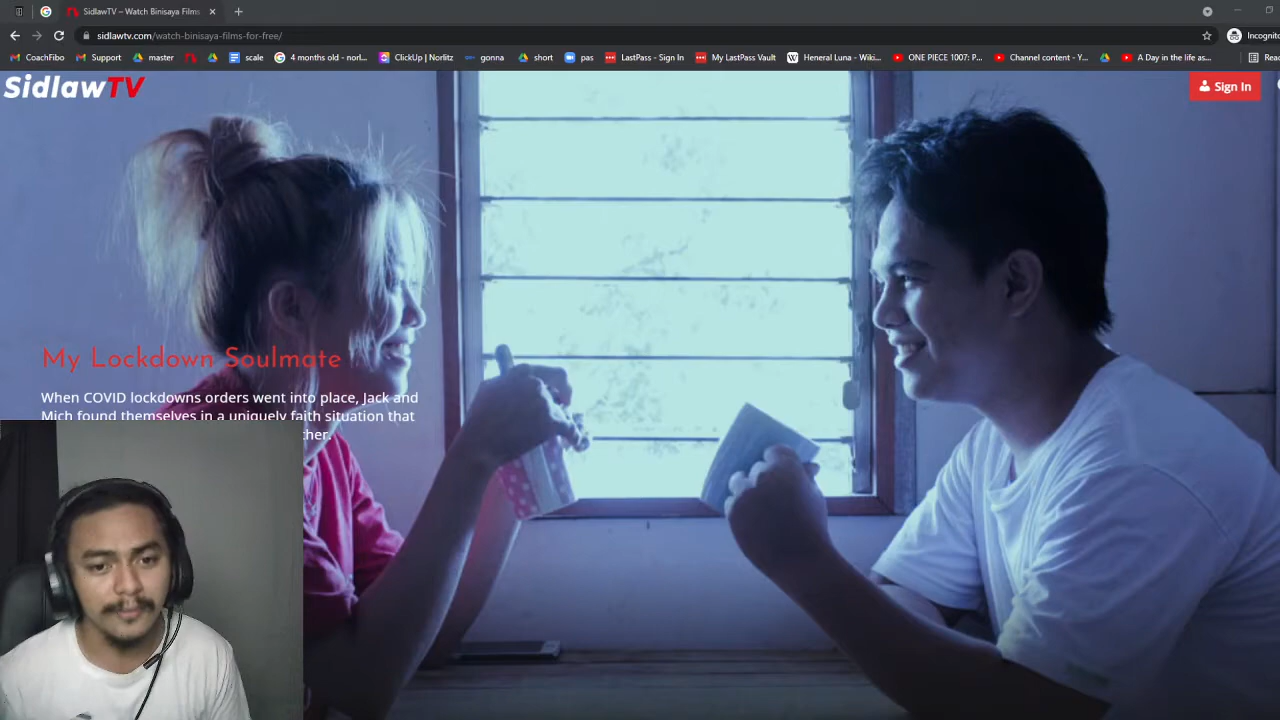 SidlawTV – Watch Binisaya Films
sidlawtv.com/watch-binisaya-films-for-free/
Incognito
CoachFibo
Support
master
scale
4 months old - norl...
ClickUp | Norlitz
gonna
short
pas
LastPass - Sign In
My LastPass Vault
Heneral Luna - Wiki...
ONE PIECE 1007: P...
Channel content - Y...
A Day in the life as...
SidlawTV
Sign In
My Lockdown Soulmate
When COVID lockdowns orders went into place, Jack and
Mich found themselves in a uniquely faith situation that